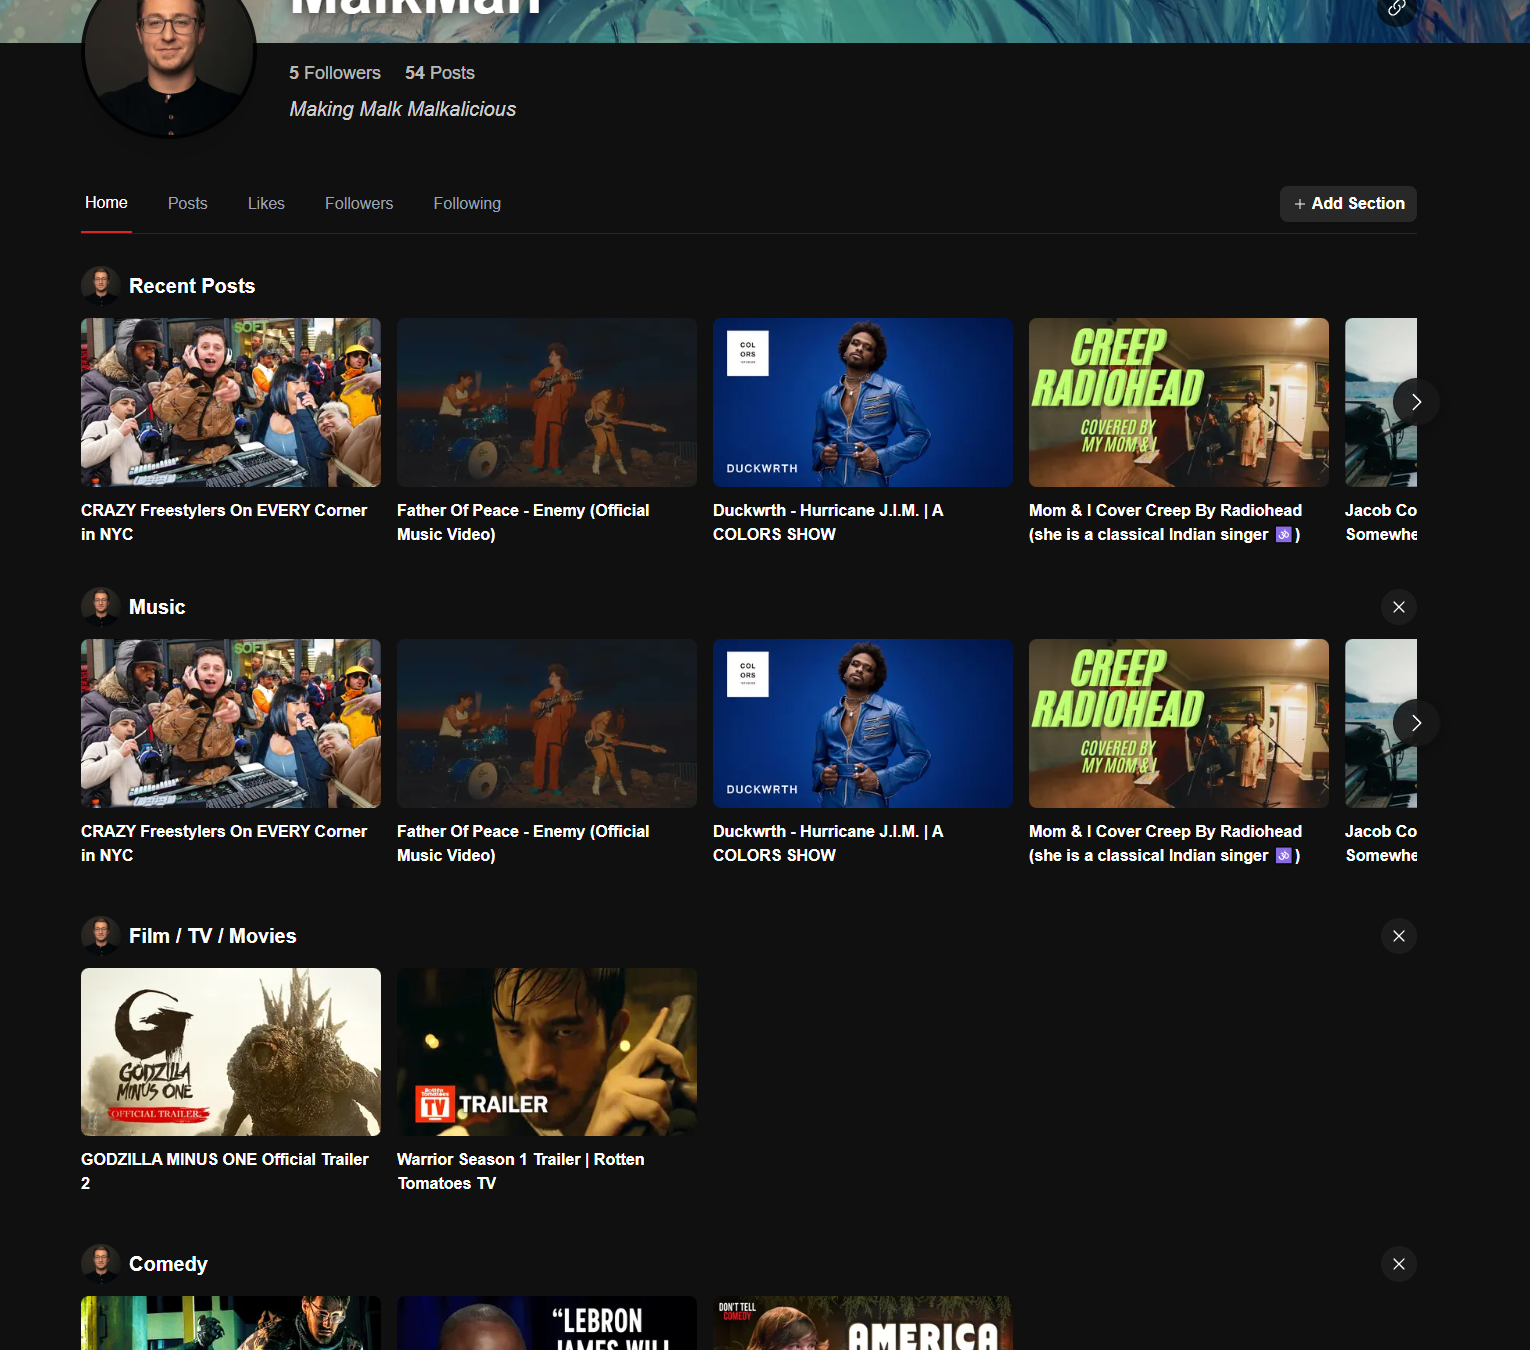 MalkMan
5 Followers 54 Posts
Making Malk Malkalicious
Home Posts Likes Followers Following
+ Add Section
Recent Posts
SOFT
COL
ORS
DUCKWRTH
CREEP
RADIOHEAD
COVERED BY
MY MOM & I
CRAZY Freestylers On EVERY Corner
in NYC
Father Of Peace - Enemy (Official
Music Video)
Duckwrth - Hurricane J.I.M. | A
COLORS SHOW
Mom & I Cover Creep By Radiohead
(she is a classical Indian singer 🕉️)
Jacob Co
Somewhe
Music
SOFT
COL
ORS
DUCKWRTH
CREEP
RADIOHEAD
COVERED BY
MY MOM & I
CRAZY Freestylers On EVERY Corner
in NYC
Father Of Peace - Enemy (Official
Music Video)
Duckwrth - Hurricane J.I.M. | A
COLORS SHOW
Mom & I Cover Creep By Radiohead
(she is a classical Indian singer 🕉️)
Jacob Co
Somewhe
Film / TV / Movies
GODZILLA
MINUS ONE
OFFICIAL TRAILER
Rotten
Tomatoes
TV
TRAILER
GODZILLA MINUS ONE Official Trailer
2
Warrior Season 1 Trailer | Rotten
Tomatoes TV
Comedy
"LEBRON
JAMES WILL
DON'T TELL
COMEDY
AMERICA